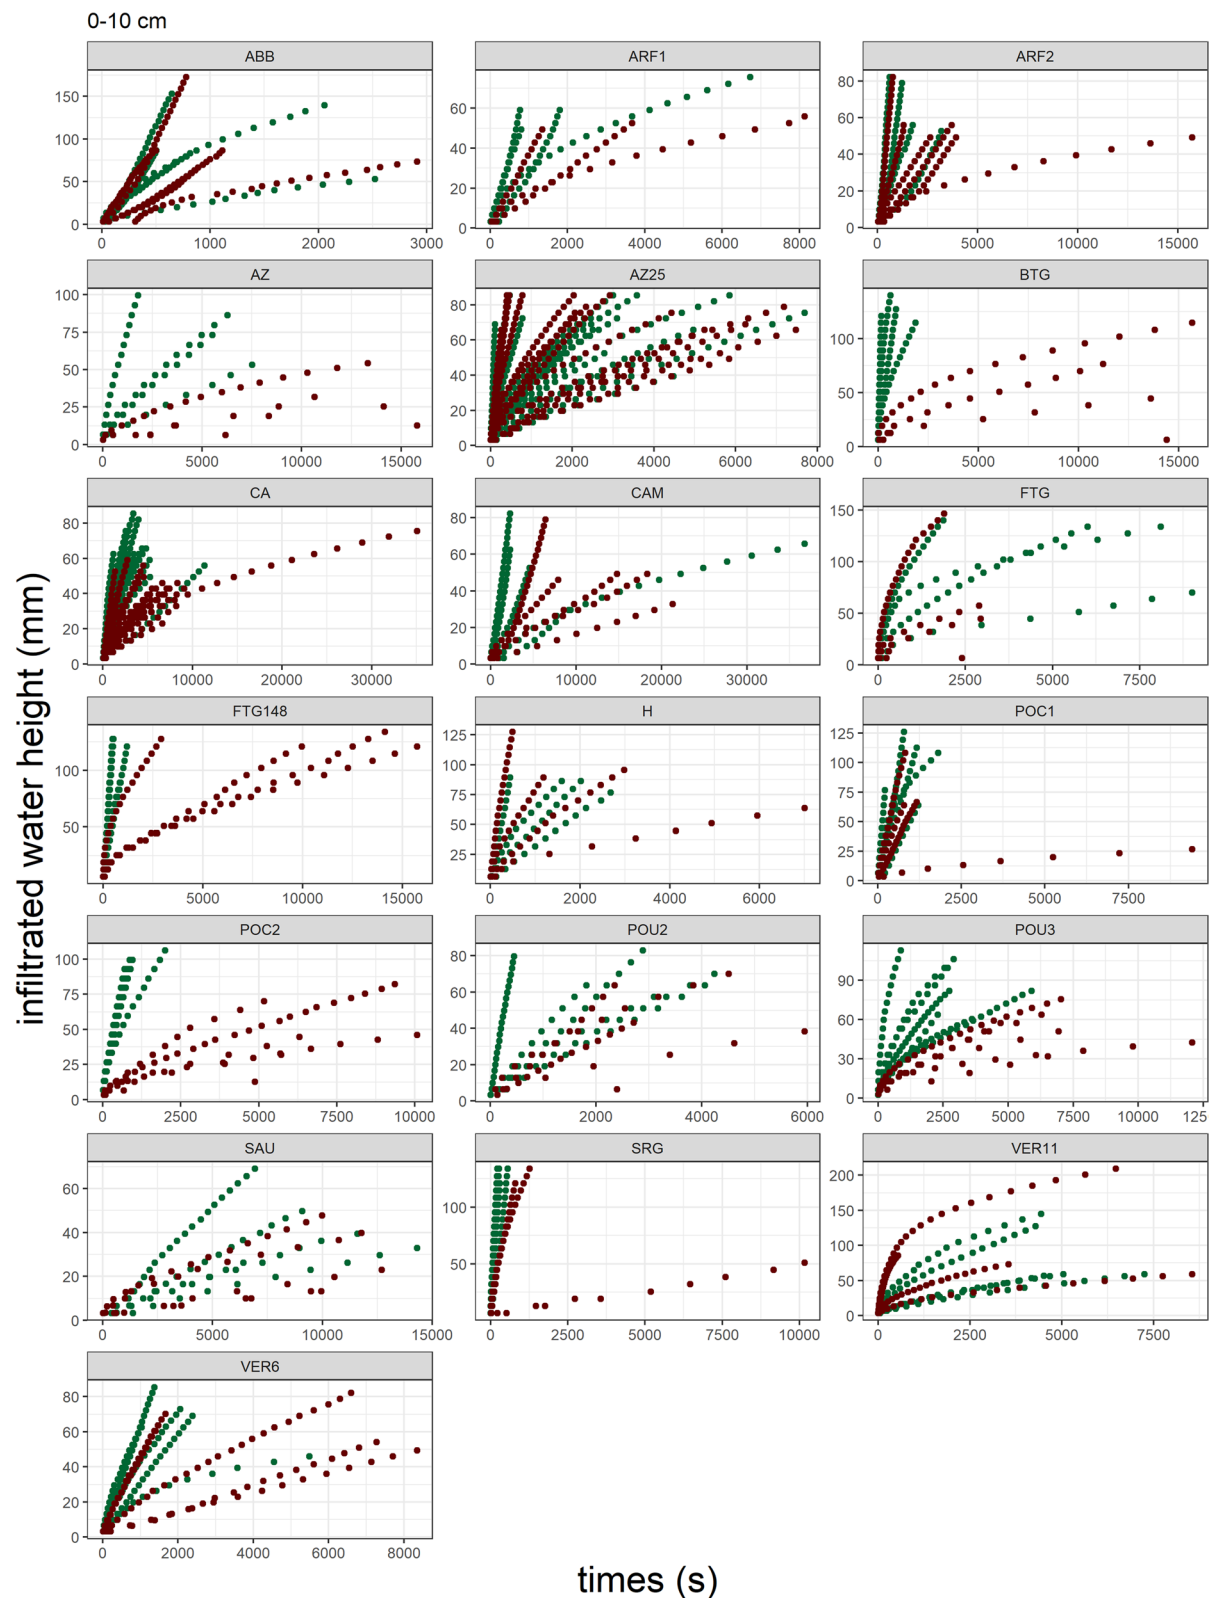 0-10 cm
ABB
ARF1
ARF2
150
100
50
0
60
40
20
0
80
60
40
20
0
0 1000 2000 3000
0 2000 4000 6000 8000
0 5000 10000 15000
AZ
AZ25
BTG
100
75
50
25
0
80
60
40
20
0
100
50
0
0 5000 10000 15000
0 2000 4000 6000 8000
0 5000 10000 15000
CA
CAM
FTG
80
60
40
20
0
80
60
40
20
0
150
100
50
0
0 10000 20000 30000
0 10000 20000 30000
0 2500 5000 7500
FTG148
H
POC1
100
50
125
100
75
50
25
125
100
75
50
25
0
0 5000 10000 15000
0 2000 4000 6000
0 2500 5000 7500
POC2
POU2
POU3
100
75
50
25
0
80
60
40
20
0
90
60
30
0
0 2500 5000 7500 10000
0 2000 4000 6000
0 2500 5000 7500 10000 125
SAU
SRG
VER11
60
40
20
0
100
50
200
150
100
50
0
0 5000 10000 15000
0 2500 5000 7500 10000
0 2500 5000 7500
VER6
80
60
40
20
0
0 2000 4000 6000 8000
infiltrated water height (mm)
times (s)